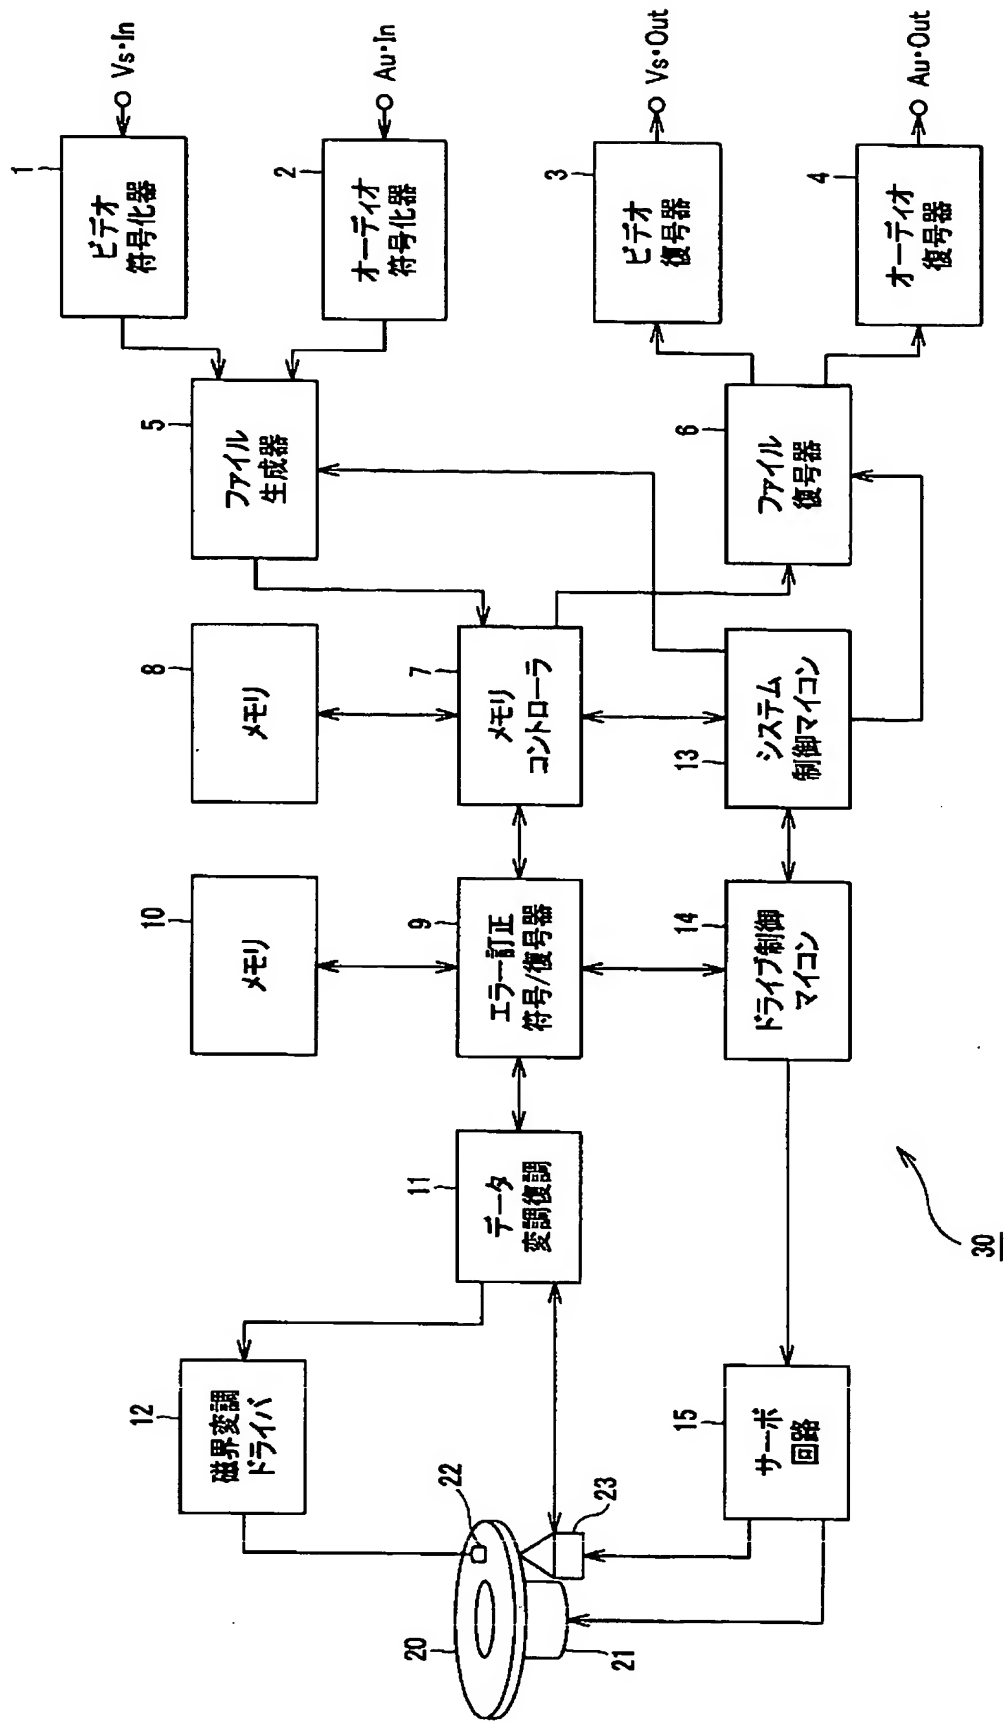 1
ビデオ
符号化器
Vs・In
2
オーディオ
符号化器
Au・In
3
ビデオ
復号器
Vs・Out
4
オーディオ
復号器
Au・Out
5
ファイル
生成器
6
ファイル
復号器
8
メモリ
7
メモリ
コントローラ
13
システム
制御マイコン
10
メモリ
9
エラー訂正
符号/復号器
14
ドライブ制御
マイコン
11
データ
変調復調
12
磁界変調
ドライバ
15
サーボ
回路
20
22
23
21
30